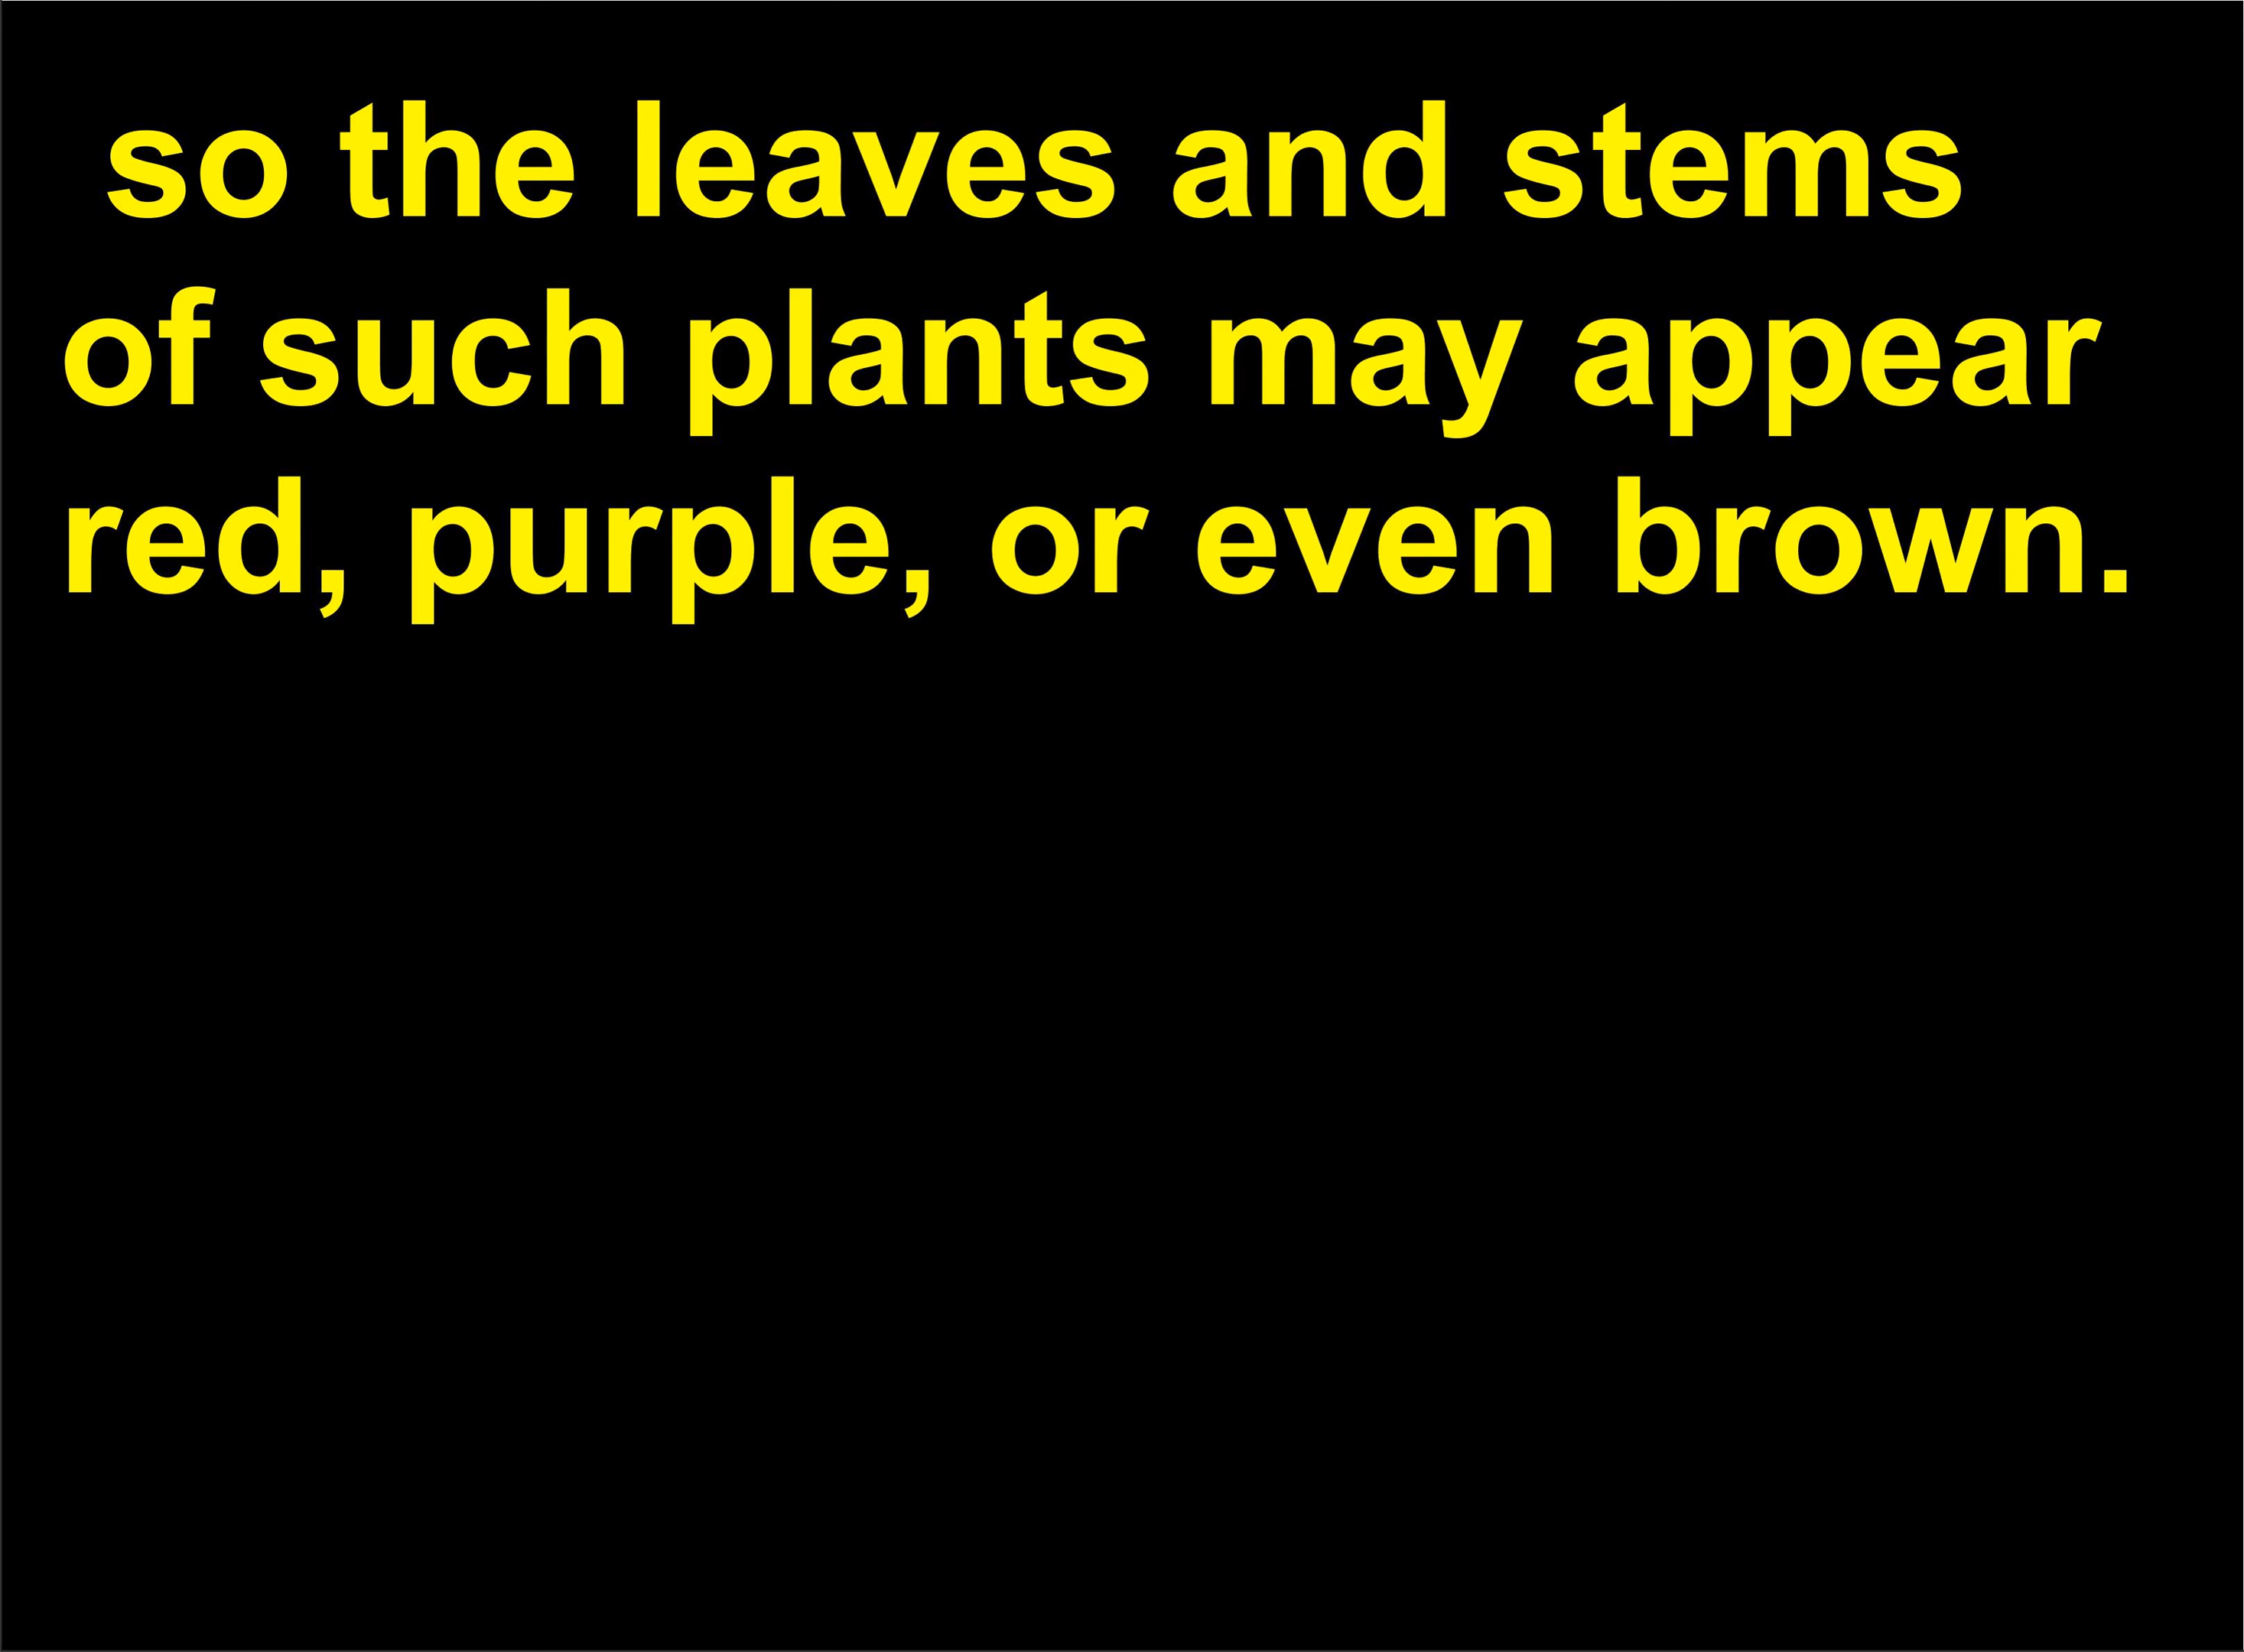 so the leaves and stems
of such plants may appear
red, purple, or even brown.